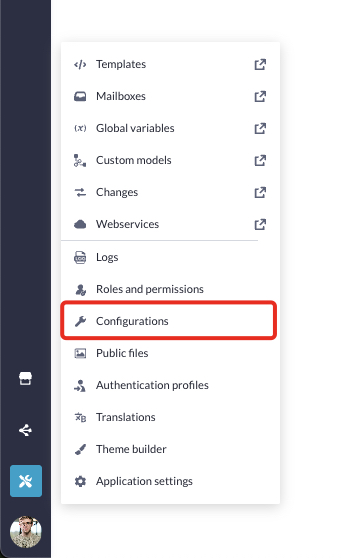 Templates
Mailboxes
(x) Global variables
Custom models
Changes
Webservices
Logs
Roles and permissions
Configurations
Public files
Authentication profiles
Translations
Theme builder
Application settings